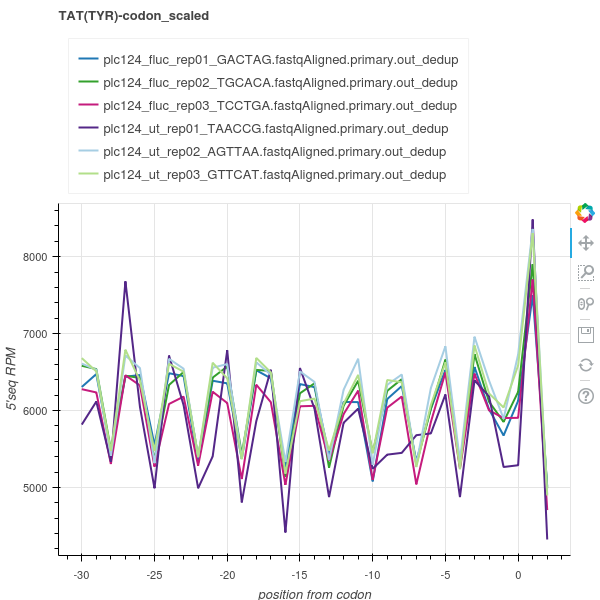 TAT(TYR)-codon_scaled
plc124_fluc_rep01_GACTAG.fastqAligned.primary.out_dedup
plc124_fluc_rep02_TGCACA.fastqAligned.primary.out_dedup
plc124_fluc_rep03_TCCTGA.fastqAligned.primary.out_dedup
plc124_ut_rep01_TAACCG.fastqAligned.primary.out_dedup
plc124_ut_rep02_AGTTAA.fastqAligned.primary.out_dedup
plc124_ut_rep03_GTTCAT.fastqAligned.primary.out_dedup
8000
7000
6000
5000
5'seq RPM
-30 -25 -20 -15 -10 -5 0
position from codon